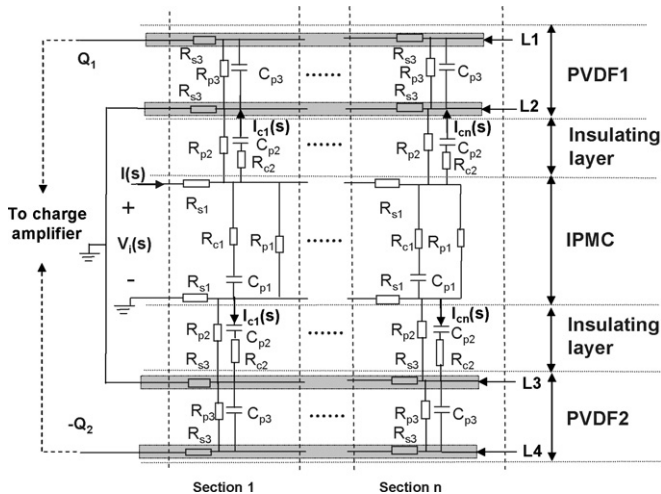 Q1 Rs3 Rs3 L1
Rp3 Cp3 Rp3 Cp3 PVDF1
Rs3 Rs3 L2
Ic1(s) Icn(s) Insulating
Rp2 Cp2 Rp2 Cp2 layer
Rc2 Rc2
I(s)
To charge + Rs1 Rs1
amplifier Vi(s) Rc1 Rp1 Rc1 Rp1 IPMC
- Rs1 Cp1 Rs1 Cp1
Ic1(s) Icn(s)
Rp2 Cp2 Rp2 Cp2 Insulating
Rs3 Rc2 Rs3 Rc2 layer
L3
Rp3 Cp3 Rp3 Cp3 PVDF2
-Q2 Rs3 Rs3 L4
Section 1 Section n